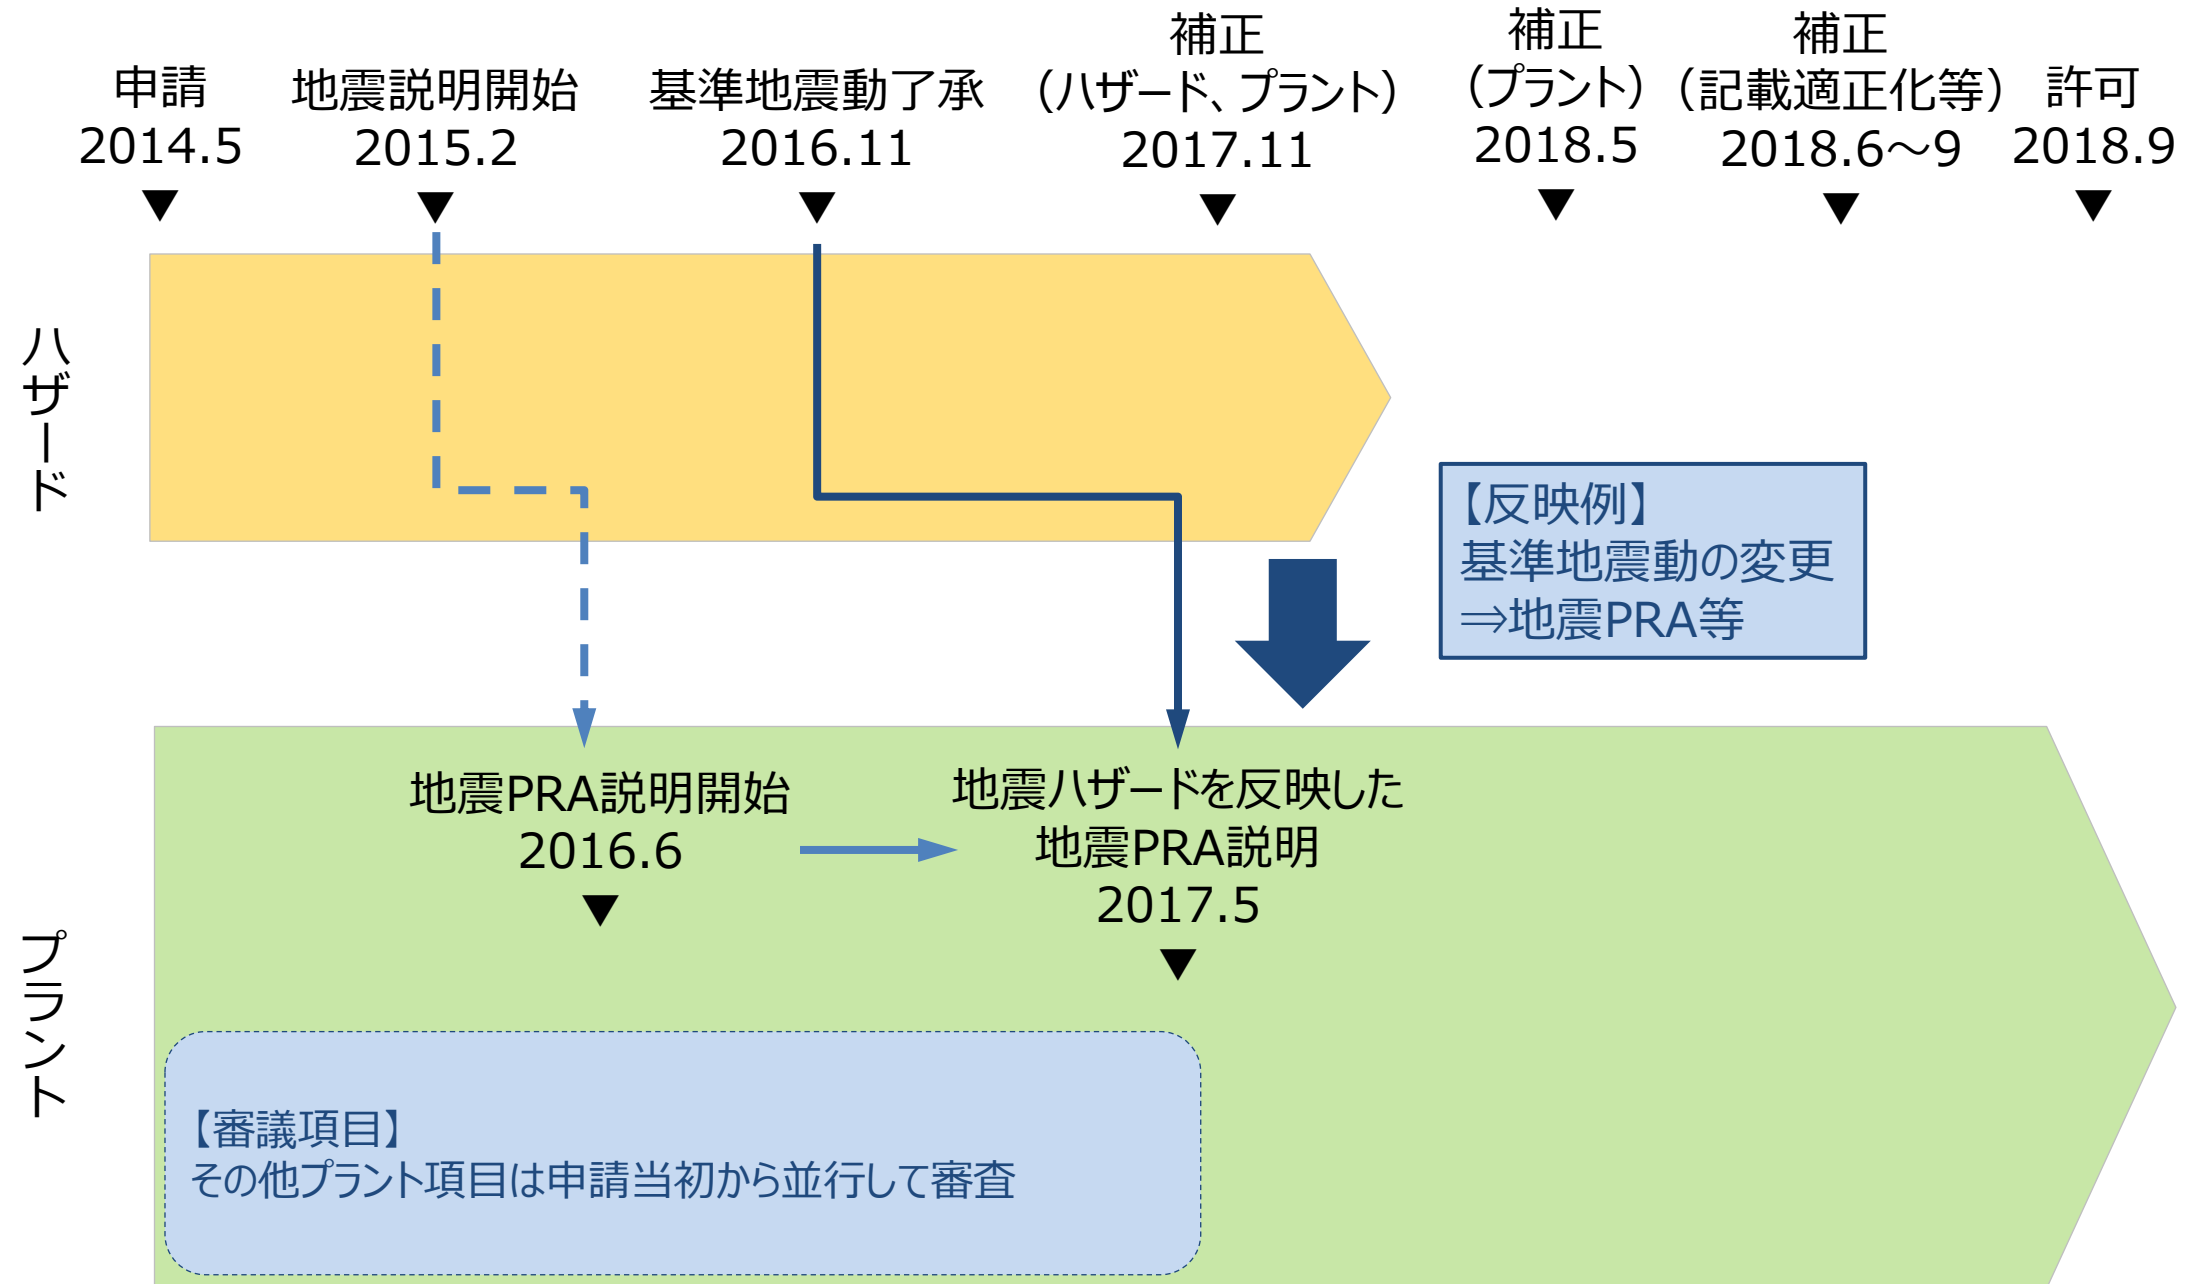 申請
2014.5
地震説明開始
2015.2
基準地震動了承
2016.11
補正
（ハザード、プラント）
2017.11
補正
（プラント）
2018.5
補正
（記載適正化等）
2018.6～9
許可
2018.9
▼
▼
▼
▼
▼
▼
▼
ハザード
【反映例】
基準地震動の変更
⇒地震PRA等
プラント
地震PRA説明開始
2016.6
▼
地震ハザードを反映した
地震PRA説明
2017.5
▼
【審議項目】
その他プラント項目は申請当初から並行して審査